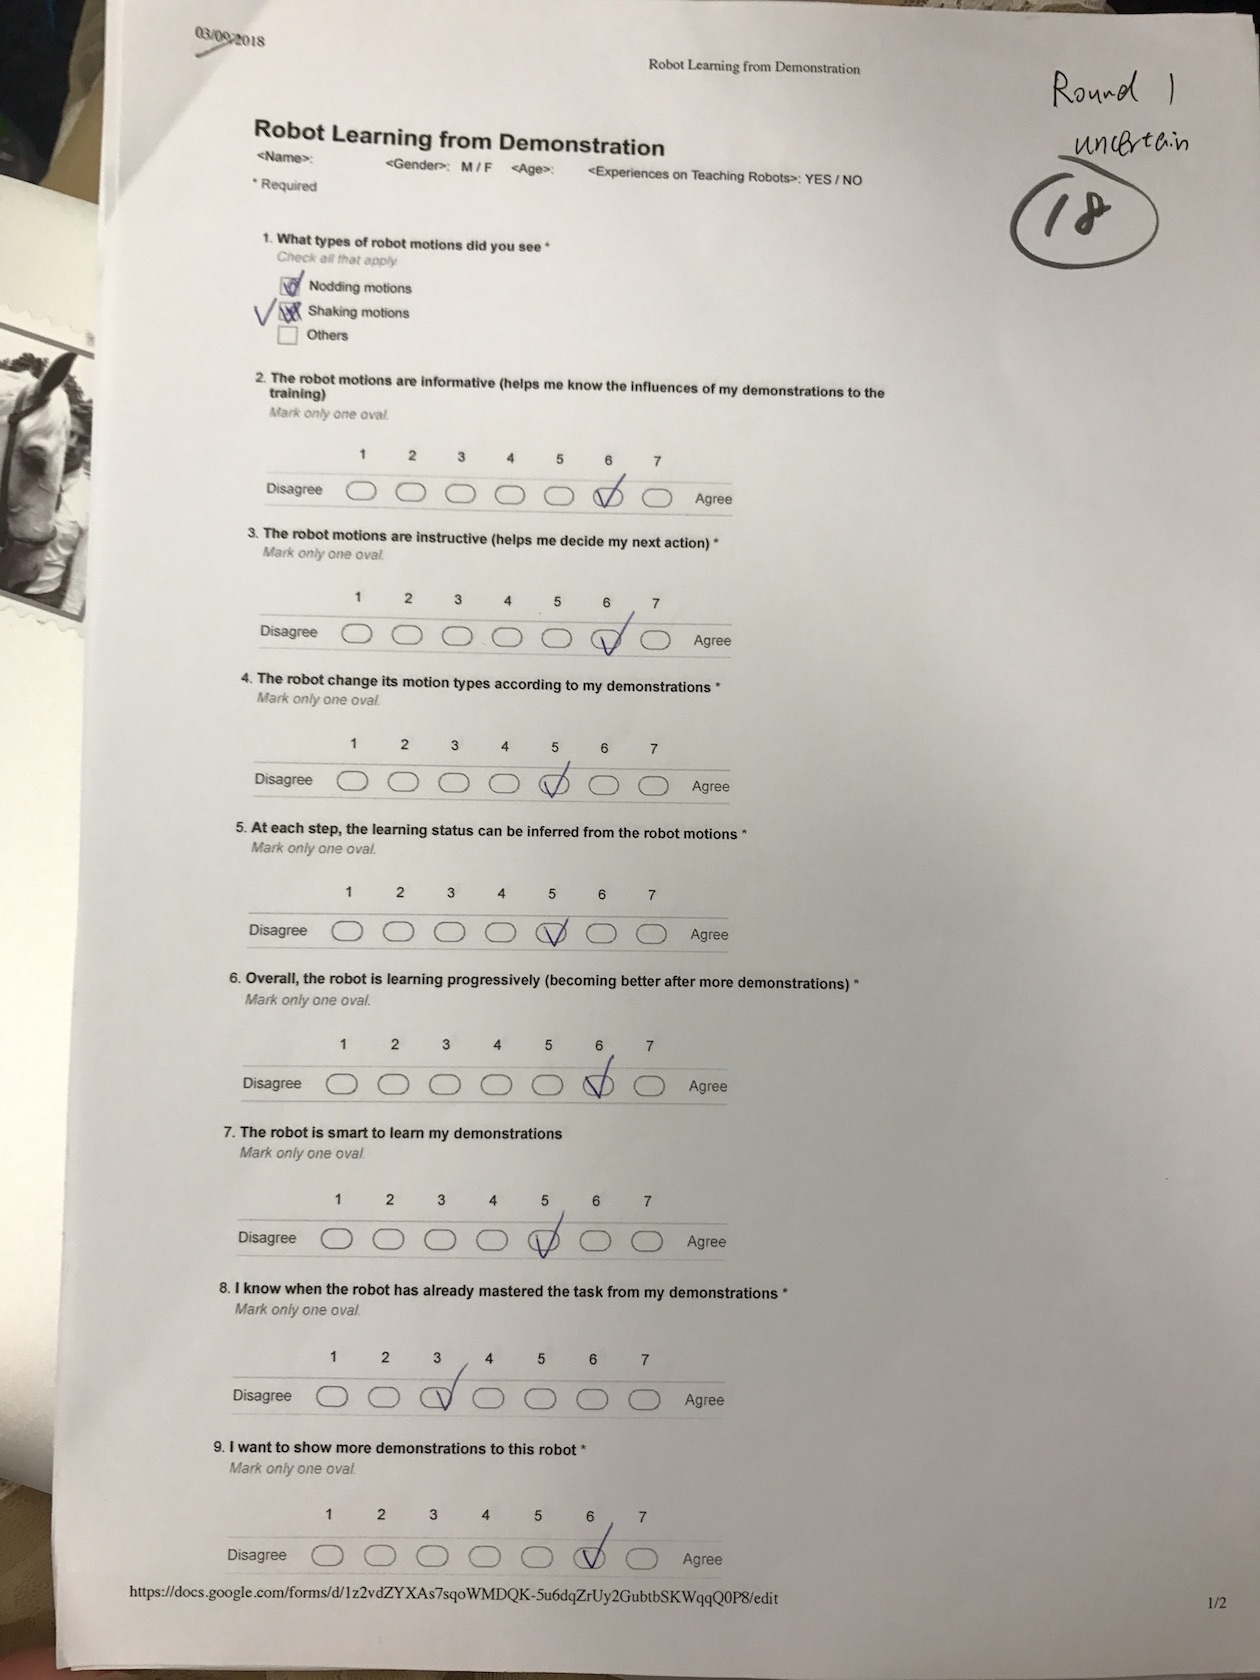 03/09/2018
Robot Learning from Demonstration
Round 1
uncertain
18
Robot Learning from Demonstration
<Name>: <Gender>: M / F <Age>: <Experiences on Teaching Robots>: YES / NO
* Required
1. What types of robot motions did you see *
Check all that apply
Nodding motions
Shaking motions
Others
2. The robot motions are informative (helps me know the influences of my demonstrations to the
training)
Mark only one oval.
1 2 3 4 5 6 7
Disagree Agree
3. The robot motions are instructive (helps me decide my next action) *
Mark only one oval.
1 2 3 4 5 6 7
Disagree Agree
4. The robot change its motion types according to my demonstrations *
Mark only one oval.
1 2 3 4 5 6 7
Disagree Agree
5. At each step, the learning status can be inferred from the robot motions *
Mark only one oval.
1 2 3 4 5 6 7
Disagree Agree
6. Overall, the robot is learning progressively (becoming better after more demonstrations) *
Mark only one oval.
1 2 3 4 5 6 7
Disagree Agree
7. The robot is smart to learn my demonstrations
Mark only one oval.
1 2 3 4 5 6 7
Disagree Agree
8. I know when the robot has already mastered the task from my demonstrations *
Mark only one oval.
1 2 3 4 5 6 7
Disagree Agree
9. I want to show more demonstrations to this robot *
Mark only one oval.
1 2 3 4 5 6 7
Disagree Agree
https://docs.google.com/forms/d/1z2vdZYXAs7sqoWMDQK-5u6dqZrUy2GubtbSKWqqQ0P8/edit
1/2